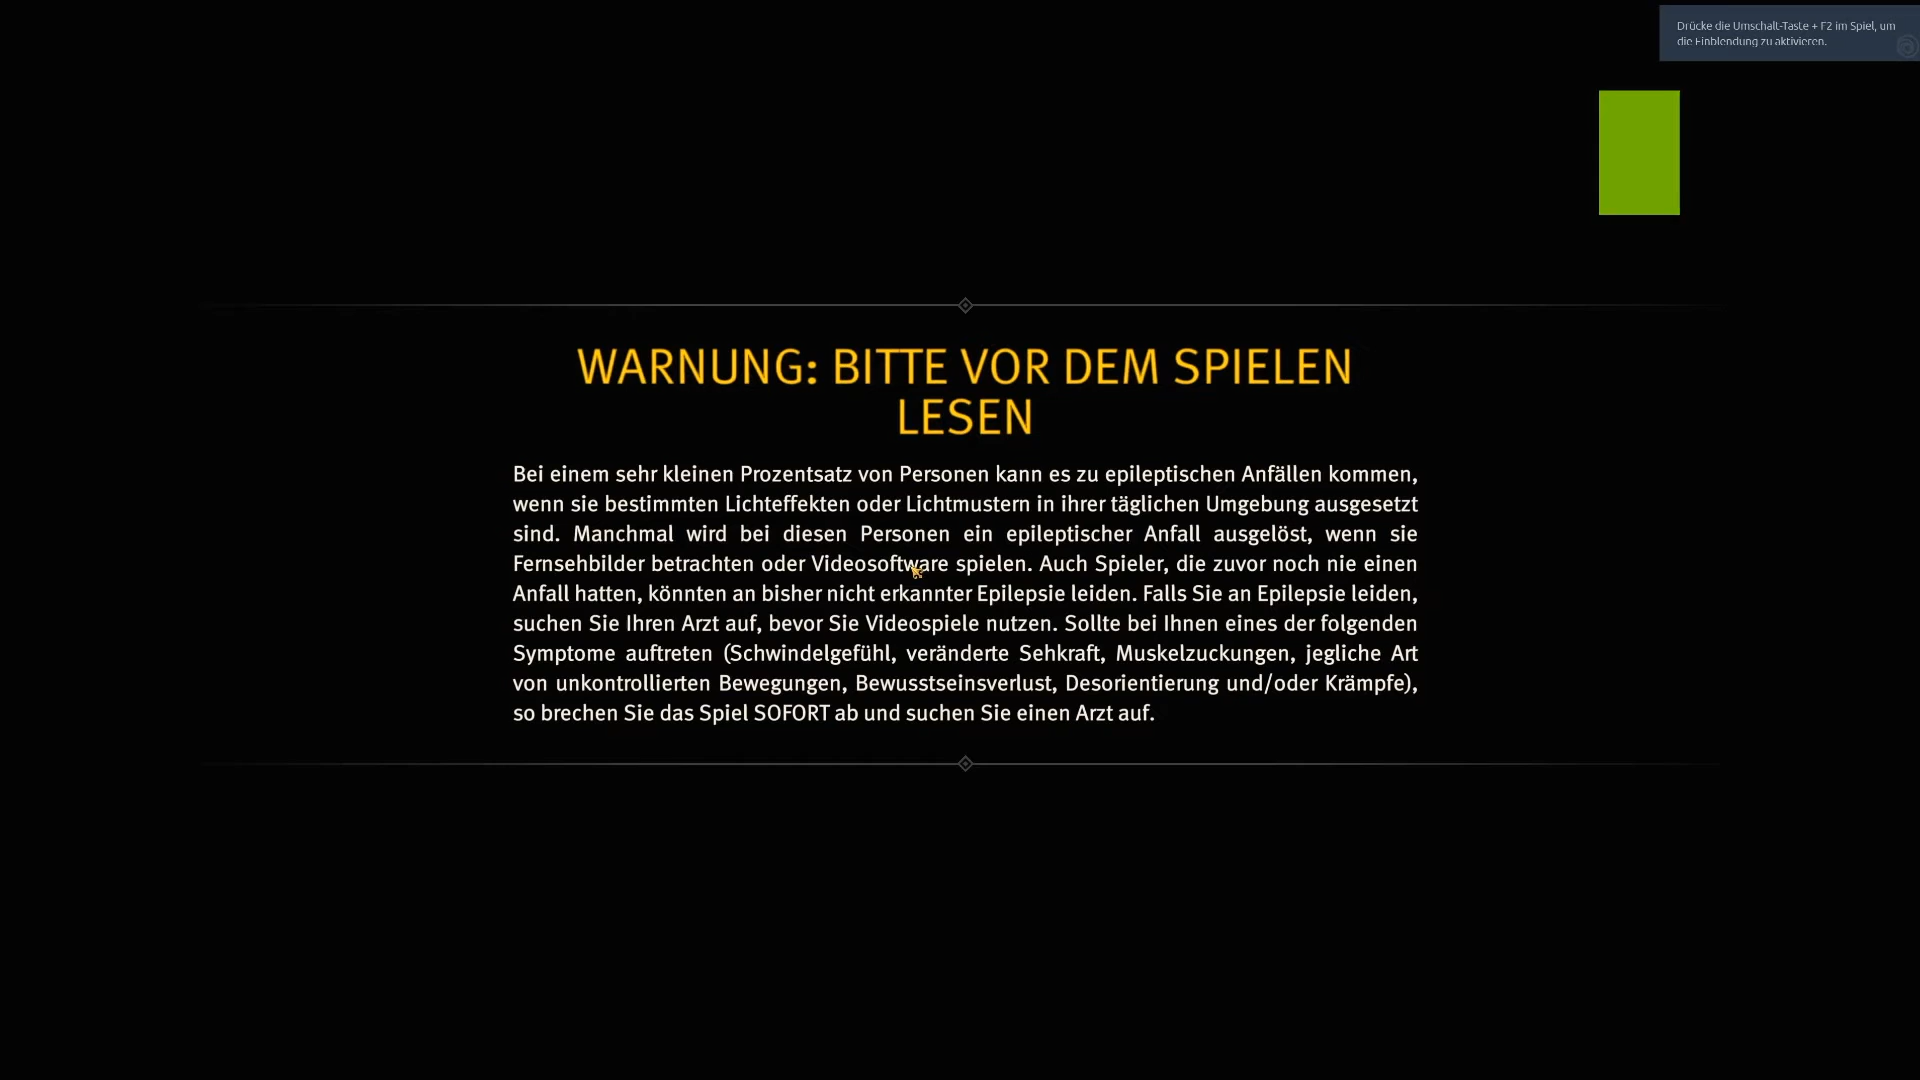 Drücke die Umschalt-Taste + F2 im Spiel, um
die Einblendung zu aktivieren.
WARNUNG: BITTE VOR DEM SPIELEN
LESEN
Bei einem sehr kleinen Prozentsatz von Personen kann es zu epileptischen Anfällen kommen,
wenn sie bestimmten Lichteffekten oder Lichtmustern in ihrer täglichen Umgebung ausgesetzt
sind. Manchmal wird bei diesen Personen ein epileptischer Anfall ausgelöst, wenn sie
Fernsehbilder betrachten oder Videosoftware spielen. Auch Spieler, die zuvor noch nie einen
Anfall hatten, könnten an bisher nicht erkannter Epilepsie leiden. Falls Sie an Epilepsie leiden,
suchen Sie Ihren Arzt auf, bevor Sie Videospiele nutzen. Sollte bei Ihnen eines der folgenden
Symptome auftreten (Schwindelgefühl, veränderte Sehkraft, Muskelzuckungen, jegliche Art
von unkontrollierten Bewegungen, Bewusstseinsverlust, Desorientierung und/oder Krämpfe),
so brechen Sie das Spiel SOFORT ab und suchen Sie einen Arzt auf.